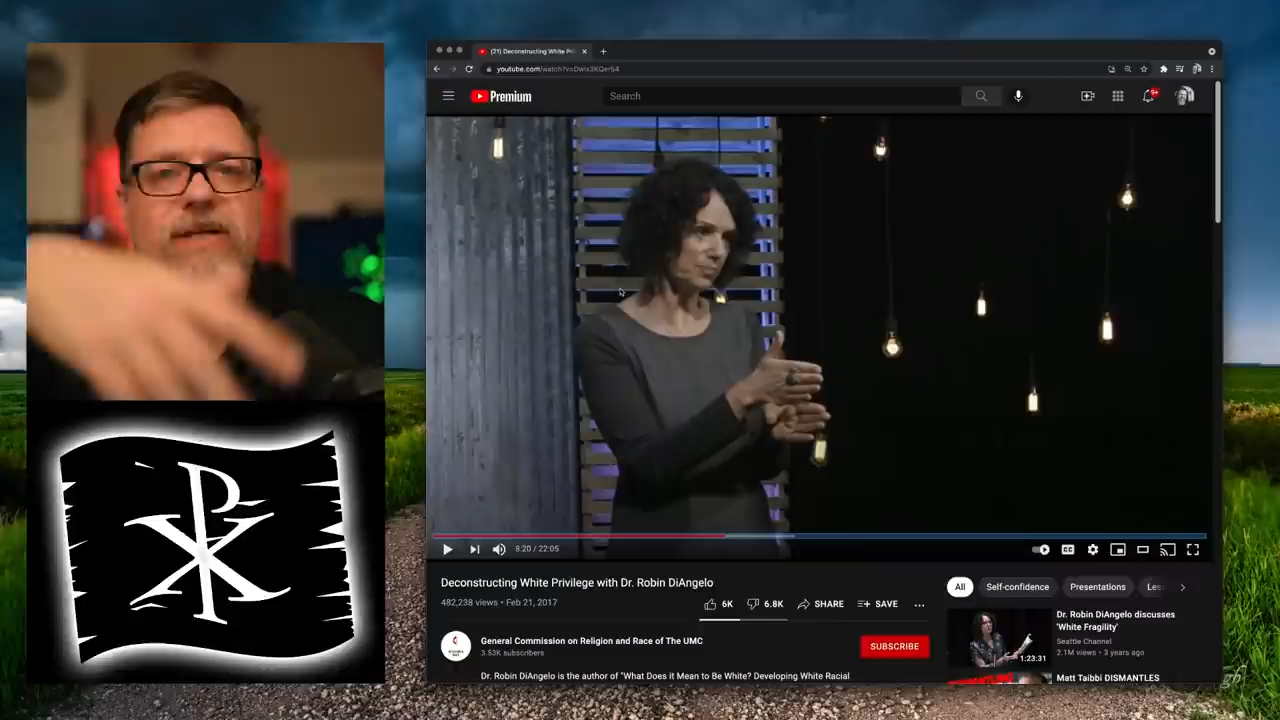 (21) Deconstructing White Pri
youtube.com/watch?v=DwIx3KQer54
Premium
Search
9+
8:20 / 22:05
CC
Deconstructing White Privilege with Dr. Robin DiAngelo
482,238 views • Feb 21, 2017
6K
6.8K
SHARE
SAVE
General Commission on Religion and Race of The UMC
3.53K subscribers
SUBSCRIBE
Dr. Robin DiAngelo is the author of "What Does it Mean to Be White? Developing White Racial
All
Self-confidence
Presentations
Les
Dr. Robin DiAngelo discusses
'White Fragility'
Seattle Channel
2.1M views • 3 years ago
1:23:31
Matt Taibbi DISMANTLES